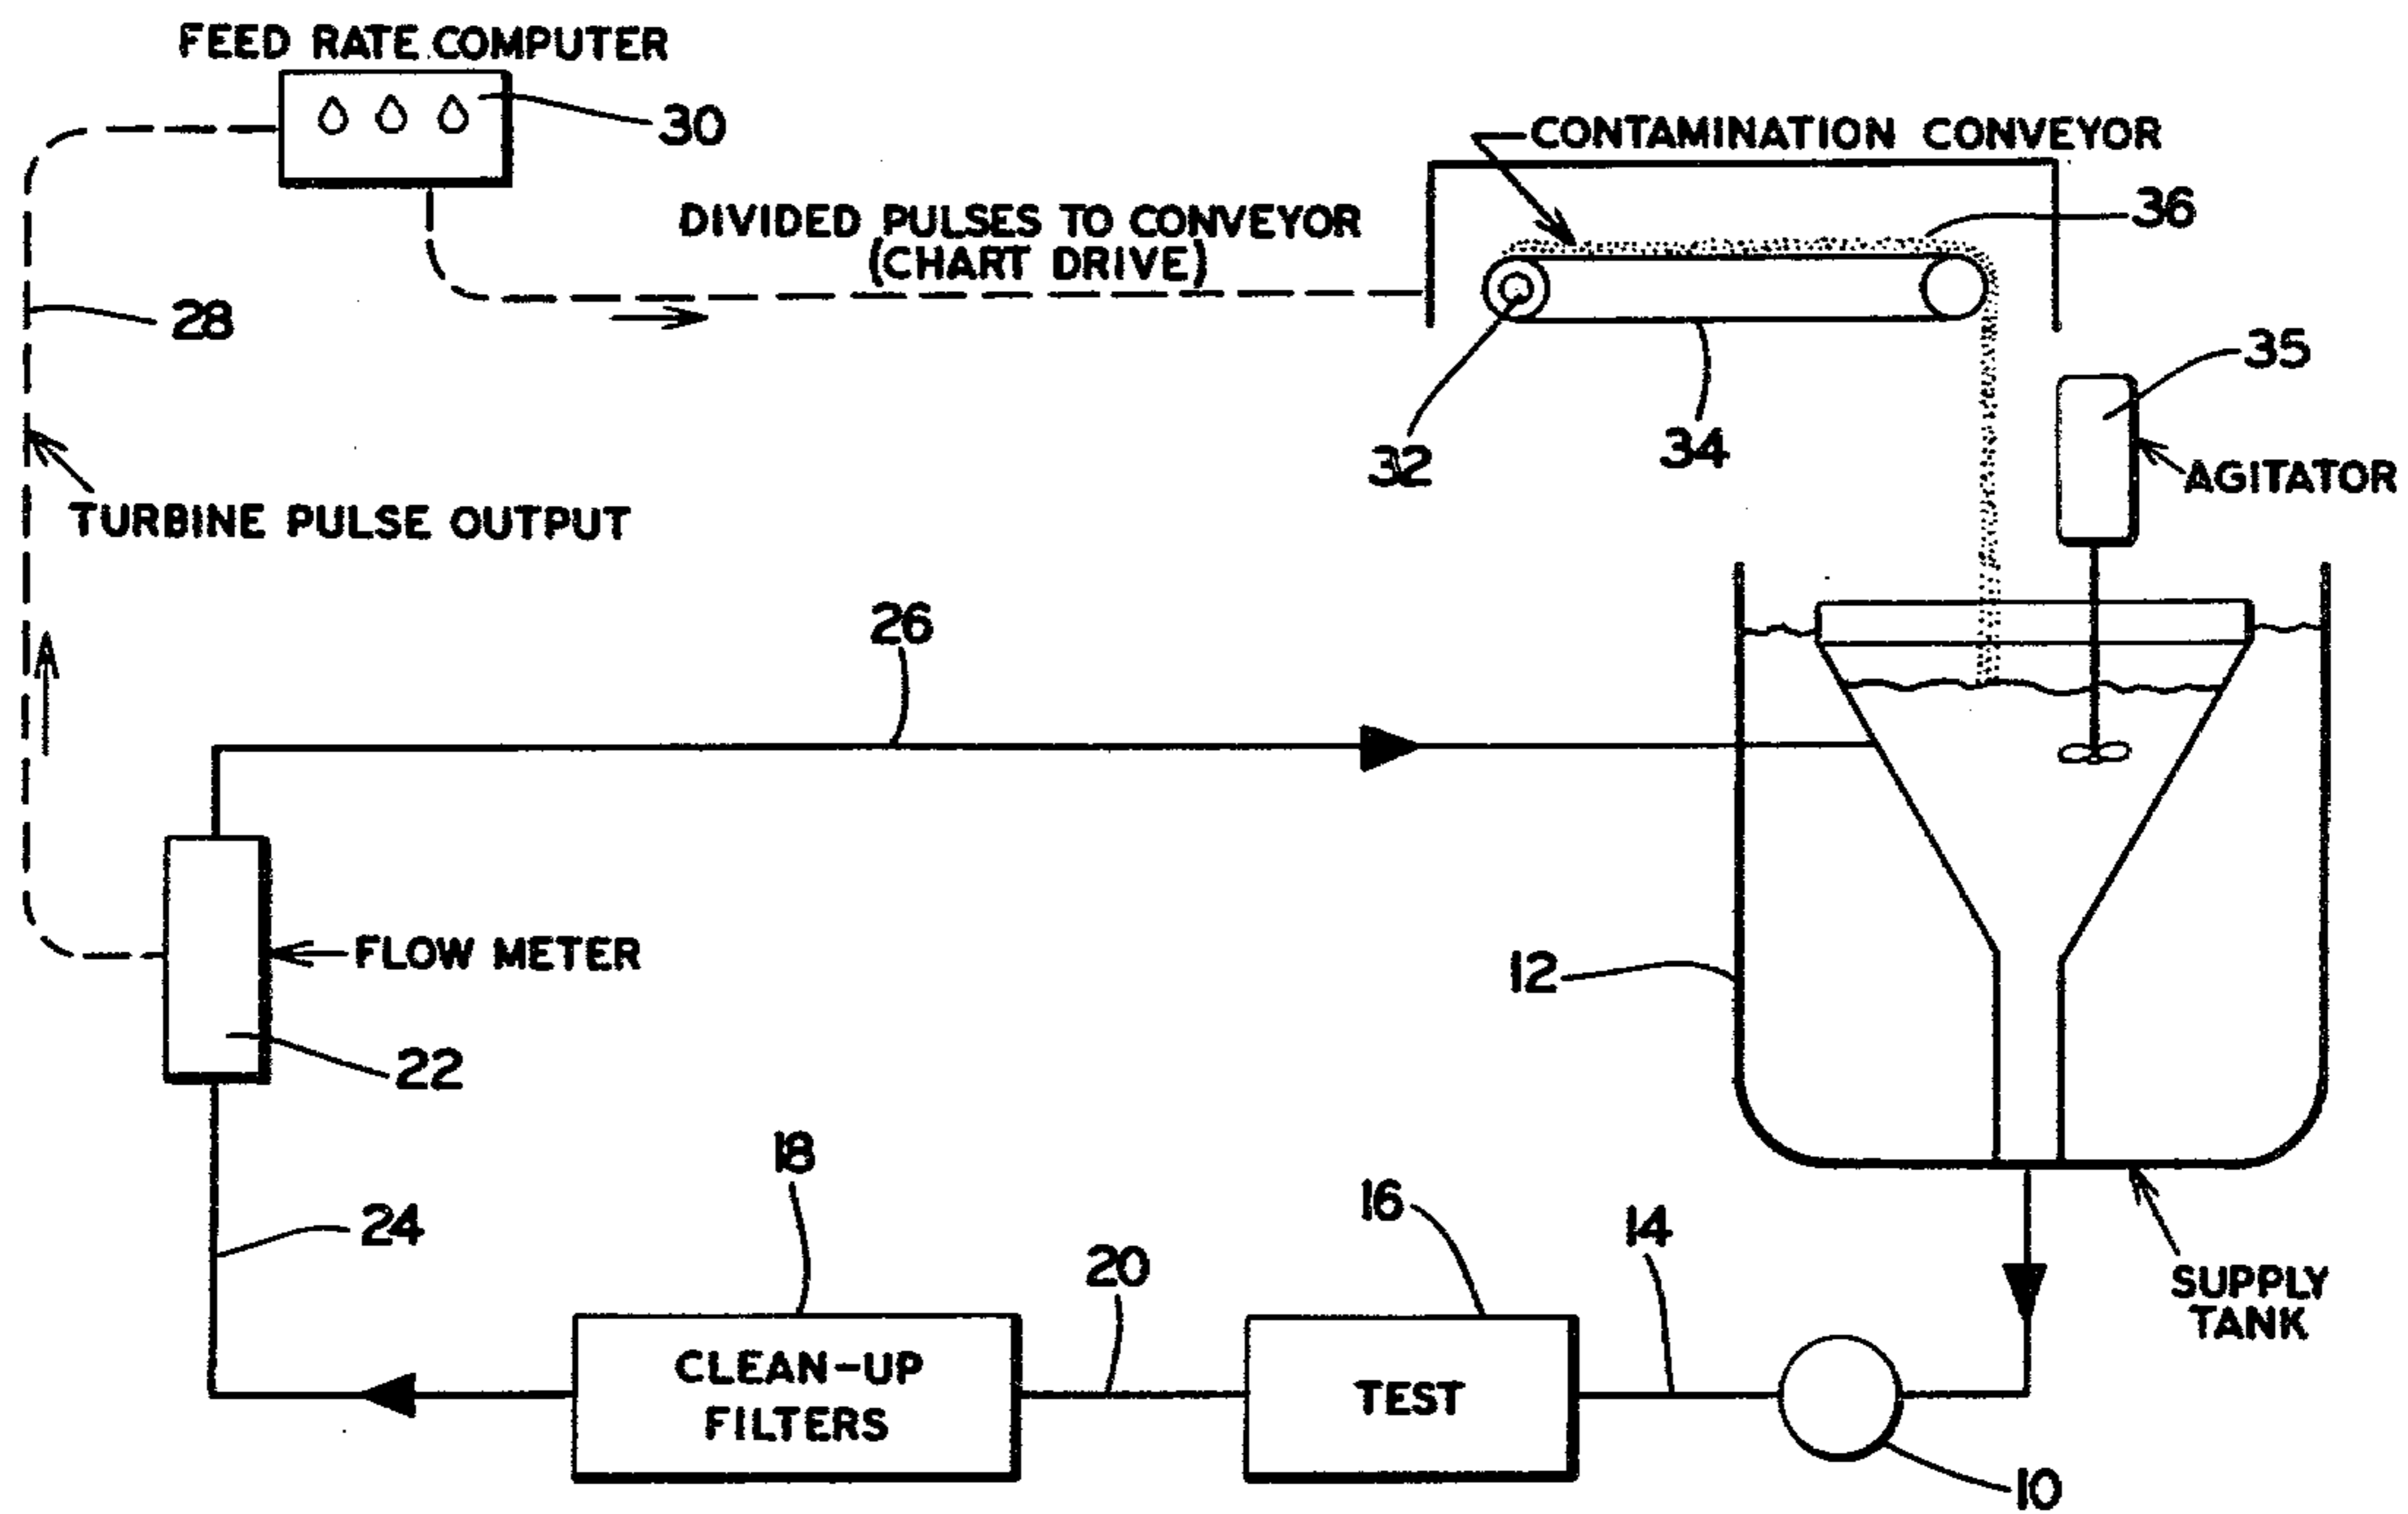 FEED RATE COMPUTER
30
CONTAMINATION CONVEYOR
36
DIVIDED PULSES TO CONVEYOR
(CHART DRIVE)
28
35
32
34
AGITATOR
TURBINE PULSE OUTPUT
26
FLOW METER
12
22
18
16
14
24
20
SUPPLY
TANK
CLEAN-UP
FILTERS
TEST
10